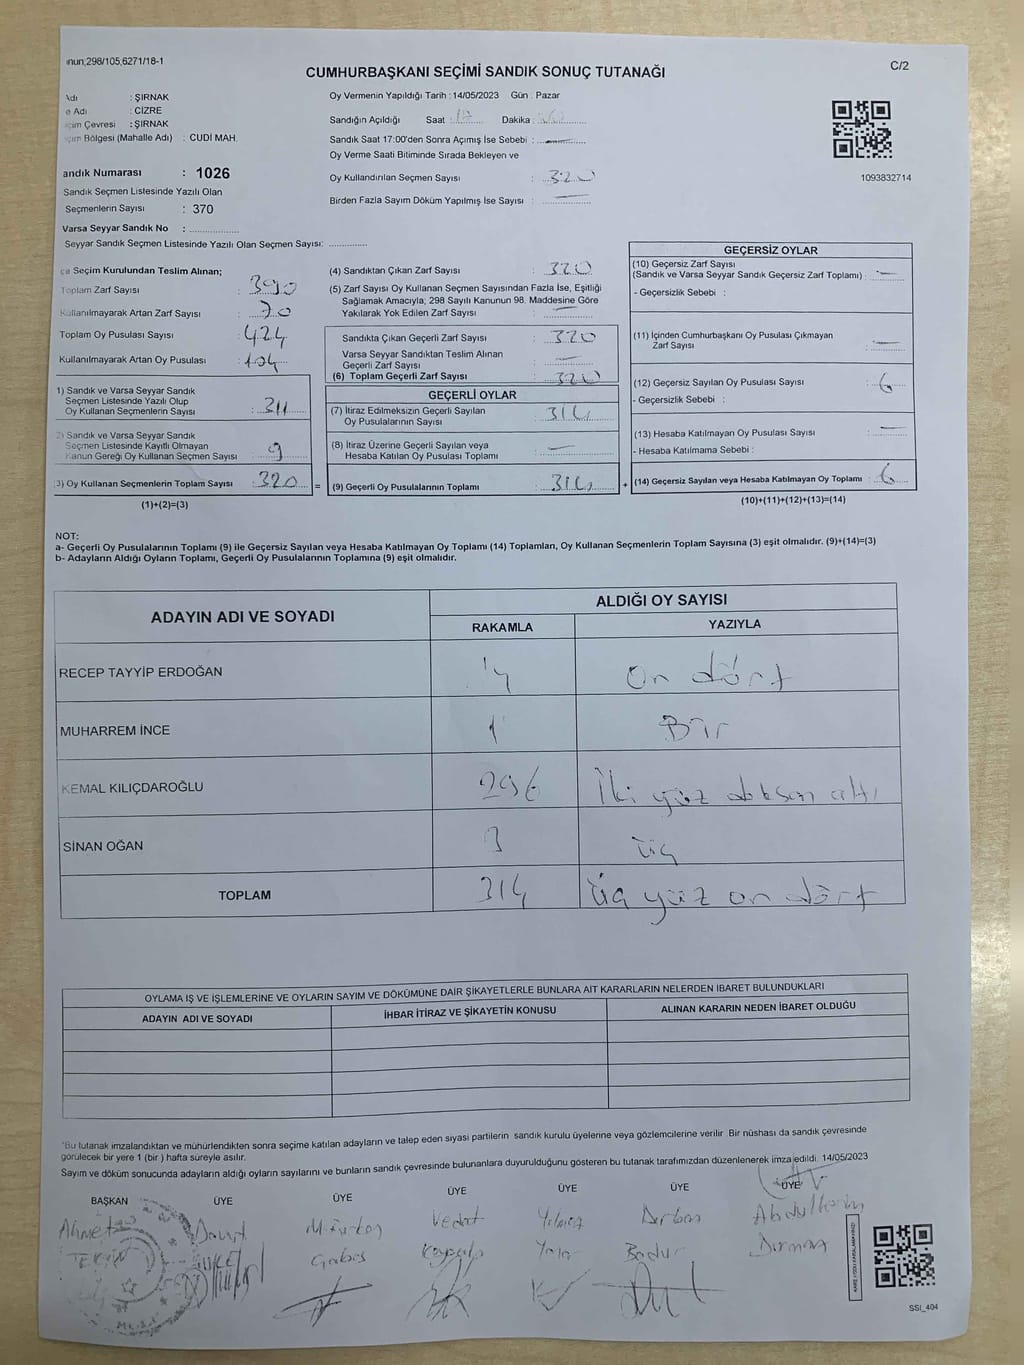 nun;298/105,6271/18-1
C/2
CUMHURBAŞKANI SEÇİMİ SANDIK SONUÇ TUTANAĞI
Adı : ŞIRNAK
e Adı : CİZRE
çim Çevresi : ŞIRNAK
çim Bölgesi (Mahalle Adı) : CUDİ MAH.
andık Numarası : 1026
Sandık Seçmen Listesinde Yazılı Olan
Seçmenlerin Sayısı : 370
Varsa Seyyar Sandık No : ................
Seyyar Sandık Seçmen Listesinde Yazılı Olan Seçmen Sayısı: ............
Oy Vermenin Yapıldığı Tarih :14/05/2023 Gün : Pazar
Sandığın Açıldığı Saat : 17 Dakika :
Sandık Saat 17:00'den Sonra Açımış İse Sebebi :
Oy Verme Saati Bitiminde Sırada Bekleyen ve
Oy Kullandırılan Seçmen Sayısı : 320
Birden Fazla Sayım Döküm Yapılmış İse Sayısı :
1093832714
çe Seçim Kurulundan Teslim Alınan;
Toplam Zarf Sayısı : 390
Kullanılmayarak Artan Zarf Sayısı : 70
Toplam Oy Pusulası Sayısı : 424
Kullanılmayarak Artan Oy Pusulası : 104
1) Sandık ve Varsa Seyyar Sandık
Seçmen Listesinde Yazılı Olup
Oy Kullanan Seçmenlerin Sayısı : 311
2) Sandık ve Varsa Seyyar Sandık
Seçmen Listesinde Kayıtlı Olmayan
Kanun Gereği Oy Kullanan Seçmen Sayısı : 9
3) Oy Kullanan Seçmenlerin Toplam Sayısı : 320
(1)+(2)=(3)
(4) Sandıktan Çıkan Zarf Sayısı : 320
(5) Zarf Sayısı Oy Kullanan Seçmen Sayısından Fazla İse, Eşitliği
Sağlamak Amacıyla; 298 Sayılı Kanunun 98. Maddesine Göre
Yakılarak Yok Edilen Zarf Sayısı :
Sandıkta Çıkan Geçerli Zarf Sayısı : 320
Varsa Seyyar Sandıktan Teslim Alınan
Geçerli Zarf Sayısı :
(6) Toplam Geçerli Zarf Sayısı : 320
GEÇERLİ OYLAR
(7) İtiraz Edilmeksizin Geçerli Sayılan
Oy Pusulalarının Sayısı : 314
(8) İtiraz Üzerine Geçerli Sayılan veya
Hesaba Katılan Oy Pusulası Toplamı :
= (9) Geçerli Oy Pusulalarının Toplamı : 314 +
GEÇERSİZ OYLAR
(10) Geçersiz Zarf Sayısı
(Sandık ve Varsa Seyyar Sandık Geçersiz Zarf Toplamı) :
- Geçersizlik Sebebi :
(11) İçinden Cumhurbaşkanı Oy Pusulası Çıkmayan
Zarf Sayısı :
(12) Geçersiz Sayılan Oy Pusulası Sayısı : 6
- Geçersizlik Sebebi :
(13) Hesaba Katılmayan Oy Pusulası Sayısı :
- Hesaba Katılmama Sebebi :
(14) Geçersiz Sayılan veya Hesaba Katılmayan Oy Toplamı : 6
(10)+(11)+(12)+(13)=(14)
NOT:
a- Geçerli Oy Pusulalarının Toplamı (9) ile Geçersiz Sayılan veya Hesaba Katılmayan Oy Toplamı (14) Toplamları, Oy Kullanan Seçmenlerin Toplam Sayısına (3) eşit olmalıdır. (9)+(14)=(3)
b- Adayların Aldığı Oyların Toplamı, Geçerli Oy Pusulalarının Toplamına (9) eşit olmalıdır.
ADAYIN ADI VE SOYADI
ALDIĞI OY SAYISI
RAKAMLA YAZIYLA
RECEP TAYYİP ERDOĞAN 14 On dört
MUHARREM İNCE 1 Bir
KEMAL KILIÇDAROĞLU 296 İki yüz doksan altı
SİNAN OĞAN 3 üç
TOPLAM 314 üç yüz on dört
OYLAMA İŞ VE İŞLEMLERİNE VE OYLARIN SAYIM VE DÖKÜMÜNE DAİR ŞİKAYETLERLE BUNLARA AİT KARARLARIN NELERDEN İBARET BULUNDUKLARI
ADAYIN ADI VE SOYADI İHBAR İTİRAZ VE ŞİKAYETİN KONUSU ALINAN KARARIN NEDEN İBARET OLDUĞU
*Bu tutanak imzalandıktan ve mühürlendikten sonra seçime katılan adayların ve talep eden siyasi partilerin sandık kurulu üyelerine veya gözlemcilerine verilir. Bir nüshası da sandık çevresinde
görülecek bir yere 1 (bir ) hafta süreyle asılır.
Sayım ve döküm sonucunda adayların aldığı oyların sayılarını ve bunların sandık çevresinde bulunanlara duyurulduğunu gösteren bu tutanak tarafımızdan düzenlenerek imza edildi. 14/05/2023
BAŞKAN ÜYE ÜYE ÜYE ÜYE ÜYE ÜYE
Ahmet Davut Vedat Yılmaz
TEKİN
SSI_404